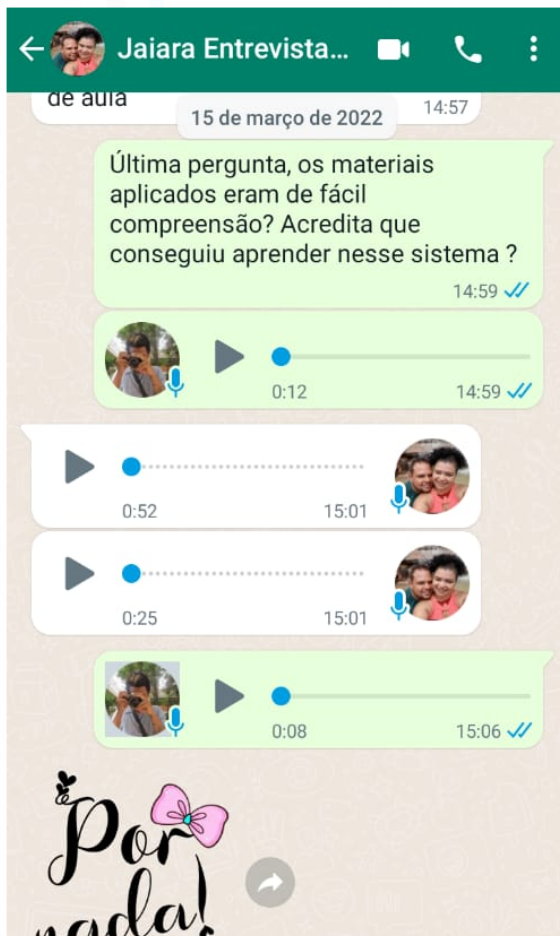 Jaiara Entrevista...
de aula
14:57
15 de março de 2022
Última pergunta, os materiais
aplicados eram de fácil
compreensão? Acredita que
conseguiu aprender nesse sistema ?
14:59
0:12 14:59
0:52 15:01
0:25 15:01
0:08 15:06
Por
nada!